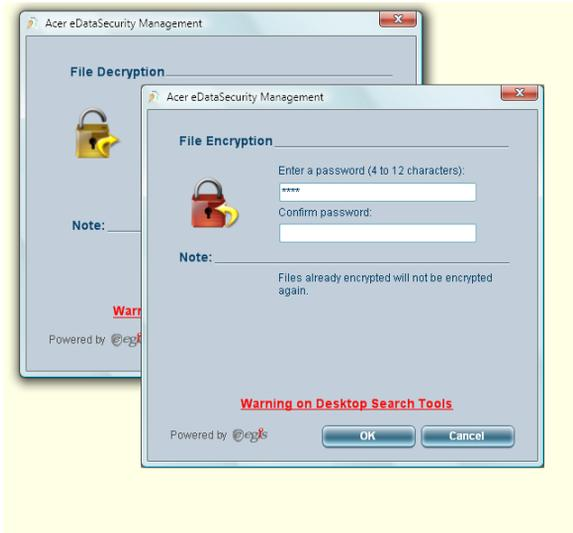 Acer eDataSecurity Management
File Decryption
Note:
Powered by egi
Acer eDataSecurity Management
File Encryption
Enter a password (4 to 12 characters):
****
Confirm password:
Note:
Files already encrypted will not be encrypted
again.
Warning on Desktop Search Tools
Powered by egis
OK
Cancel